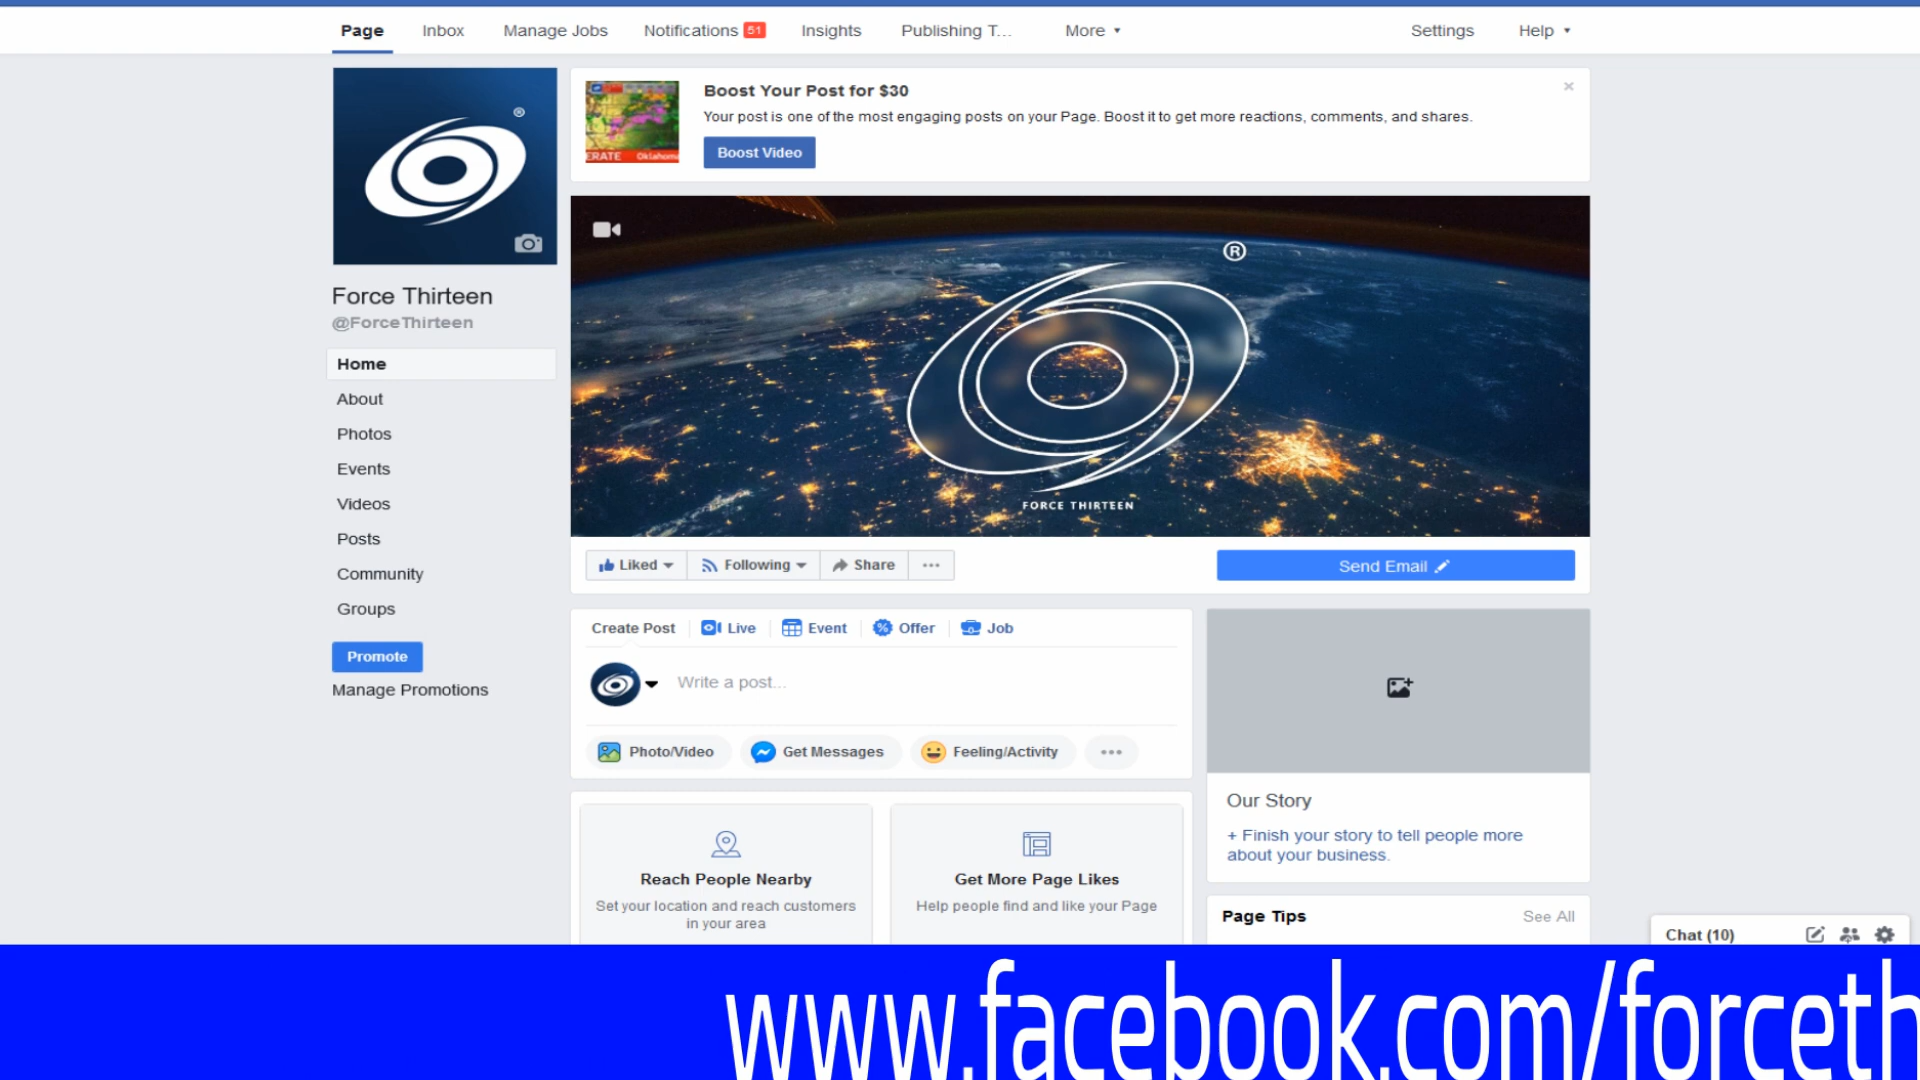 Page Inbox Manage Jobs Notifications 51 Insights Publishing T... More Settings Help
®
Force Thirteen
@ForceThirteen
Home
About
Photos
Events
Videos
Posts
Community
Groups
Promote
Manage Promotions
Boost Your Post for $30
Your post is one of the most engaging posts on your Page. Boost it to get more reactions, comments, and shares.
Boost Video
ERATE Oklahoma
®
FORCE THIRTEEN
Liked Following Share ...
Send Email
Create Post Live Event Offer Job
Write a post...
Photo/Video Get Messages Feeling/Activity ...
Reach People Nearby
Set your location and reach customers
in your area
Get More Page Likes
Help people find and like your Page
Our Story
+ Finish your story to tell people more
about your business.
Page Tips See All
Chat (10)
www.facebook.com/forceth